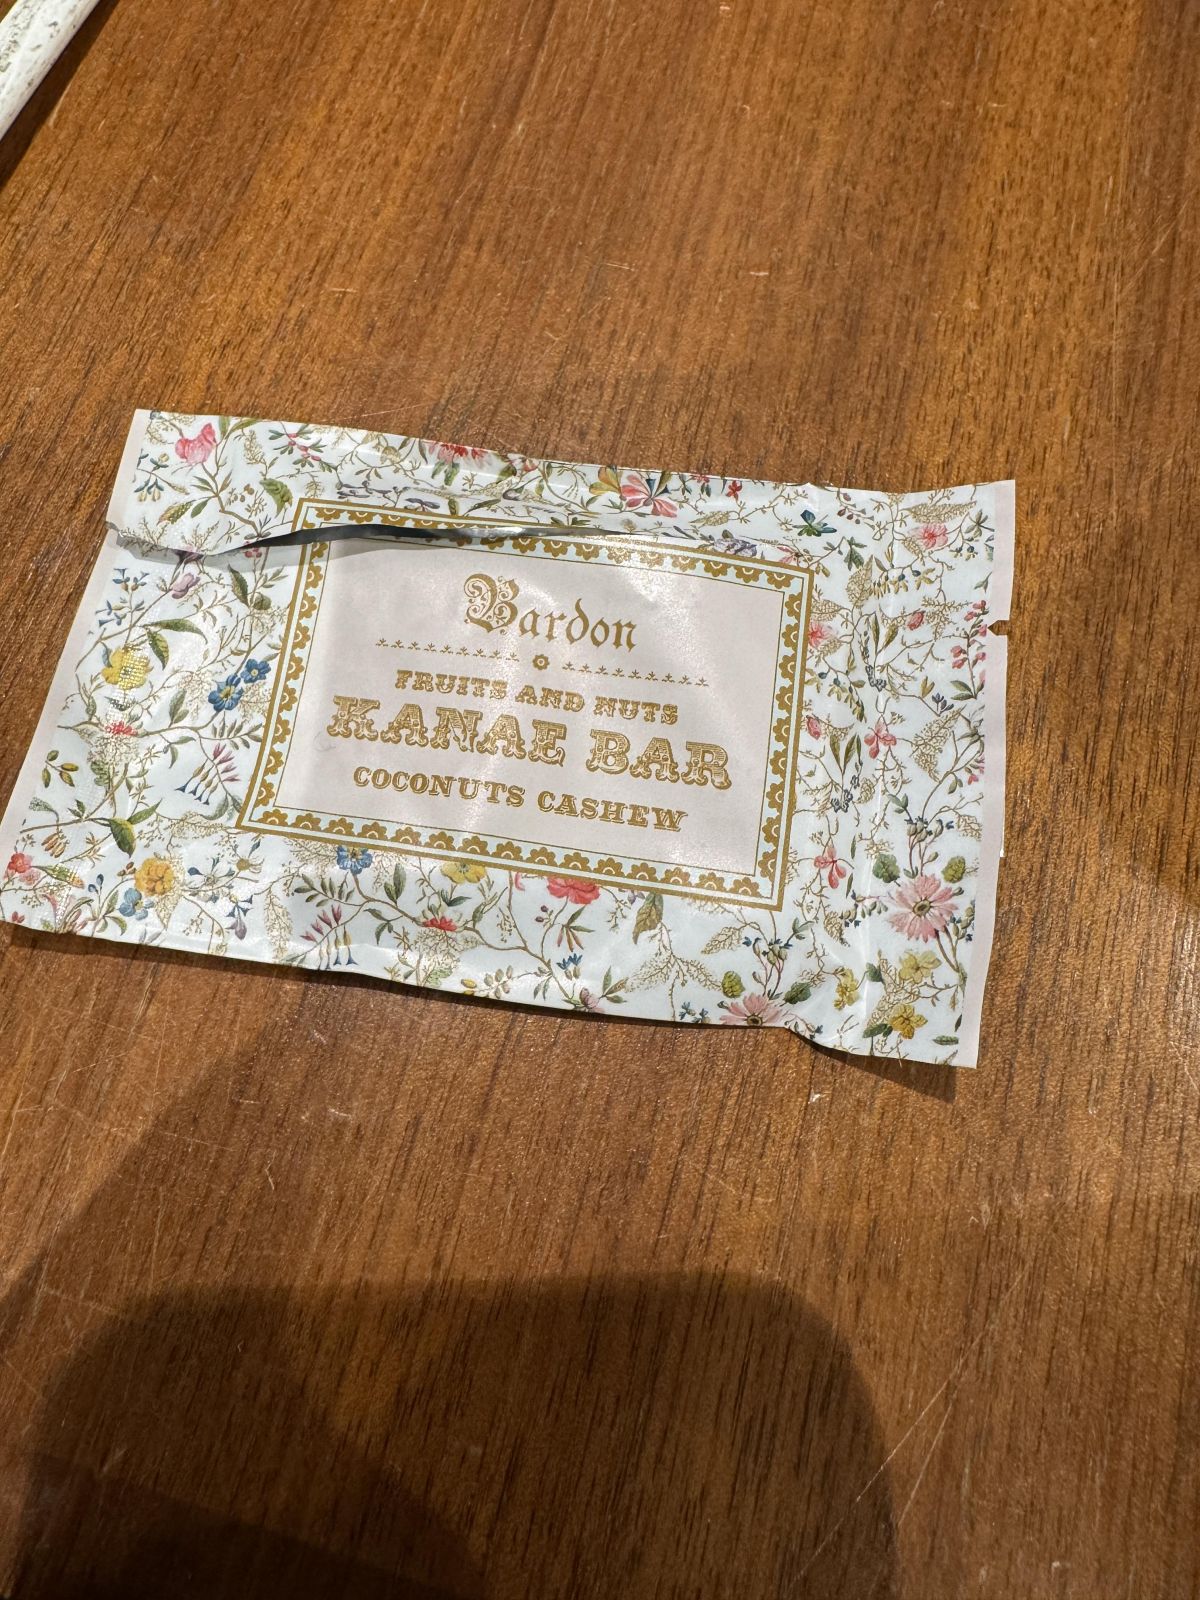 Bardon
FRUITS AND NUTS
KANAE BAR
COCONUTS CASHEW